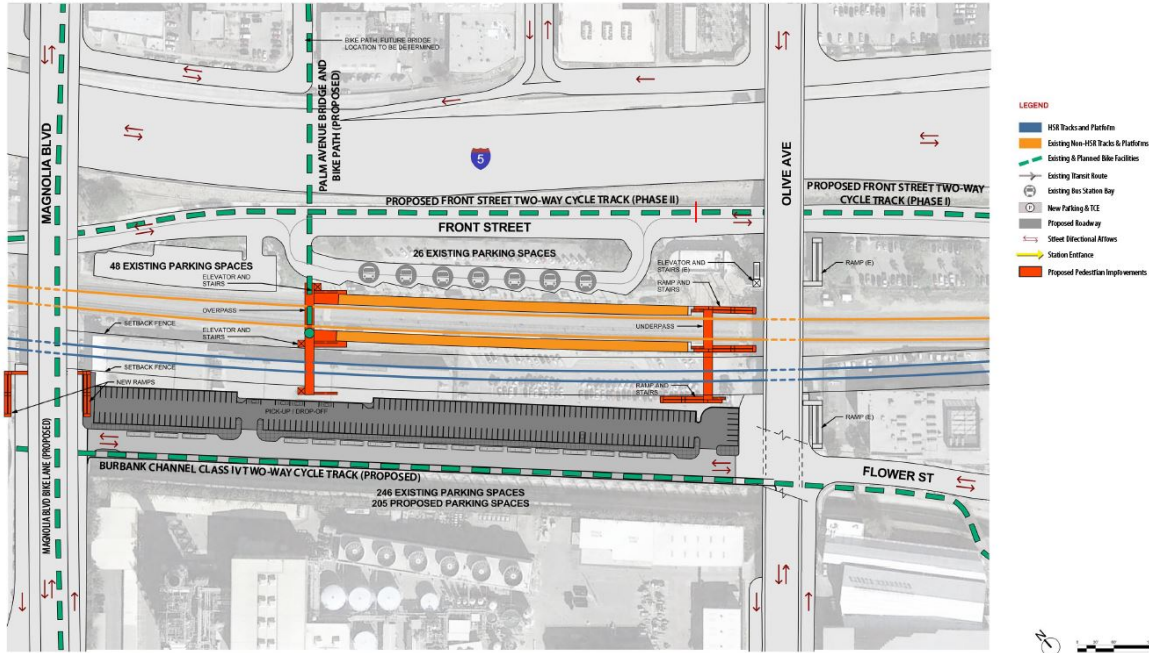 BIKE PATH, FUTURE BRIDGE
LOCATION TO BE DETERMINED
MAGNOLIA BLVD
PALM AVENUE BRIDGE AND
BIKE PATH (PROPOSED)
5
OLIVE AVE
PROPOSED FRONT STREET TWO-WAY CYCLE TRACK (PHASE II)
PROPOSED FRONT STREET TWO-WAY
CYCLE TRACK (PHASE I)
FRONT STREET
48 EXISTING PARKING SPACES
26 EXISTING PARKING SPACES
ELEVATOR AND
STAIRS
ELEVATOR AND
STAIRS (E)
RAMP AND
STAIRS
RAMP (E)
OVERPASS
UNDERPASS
SETBACK FENCE
ELEVATOR AND
STAIRS
SETBACK FENCE
NEW RAMPS
RAMP AND
STAIRS
PICK-UP / DROP-OFF
RAMP (E)
MAGNOLIA BLVD BIKE LANE (PROPOSED)
BURBANK CHANNEL CLASS IV TWO-WAY CYCLE TRACK (PROPOSED)
FLOWER ST
246 EXISTING PARKING SPACES
205 PROPOSED PARKING SPACES
LEGEND
HSR Tracks and Platform
Existing Non-HSR Tracks & Platforms
Existing & Planned Bike Facilities
Existing Transit Route
Existing Bus Station Bay
P New Parking & TCE
Proposed Roadway
Street Directional Arrows
Station Entrance
Proposed Pedestrian Improvements
N